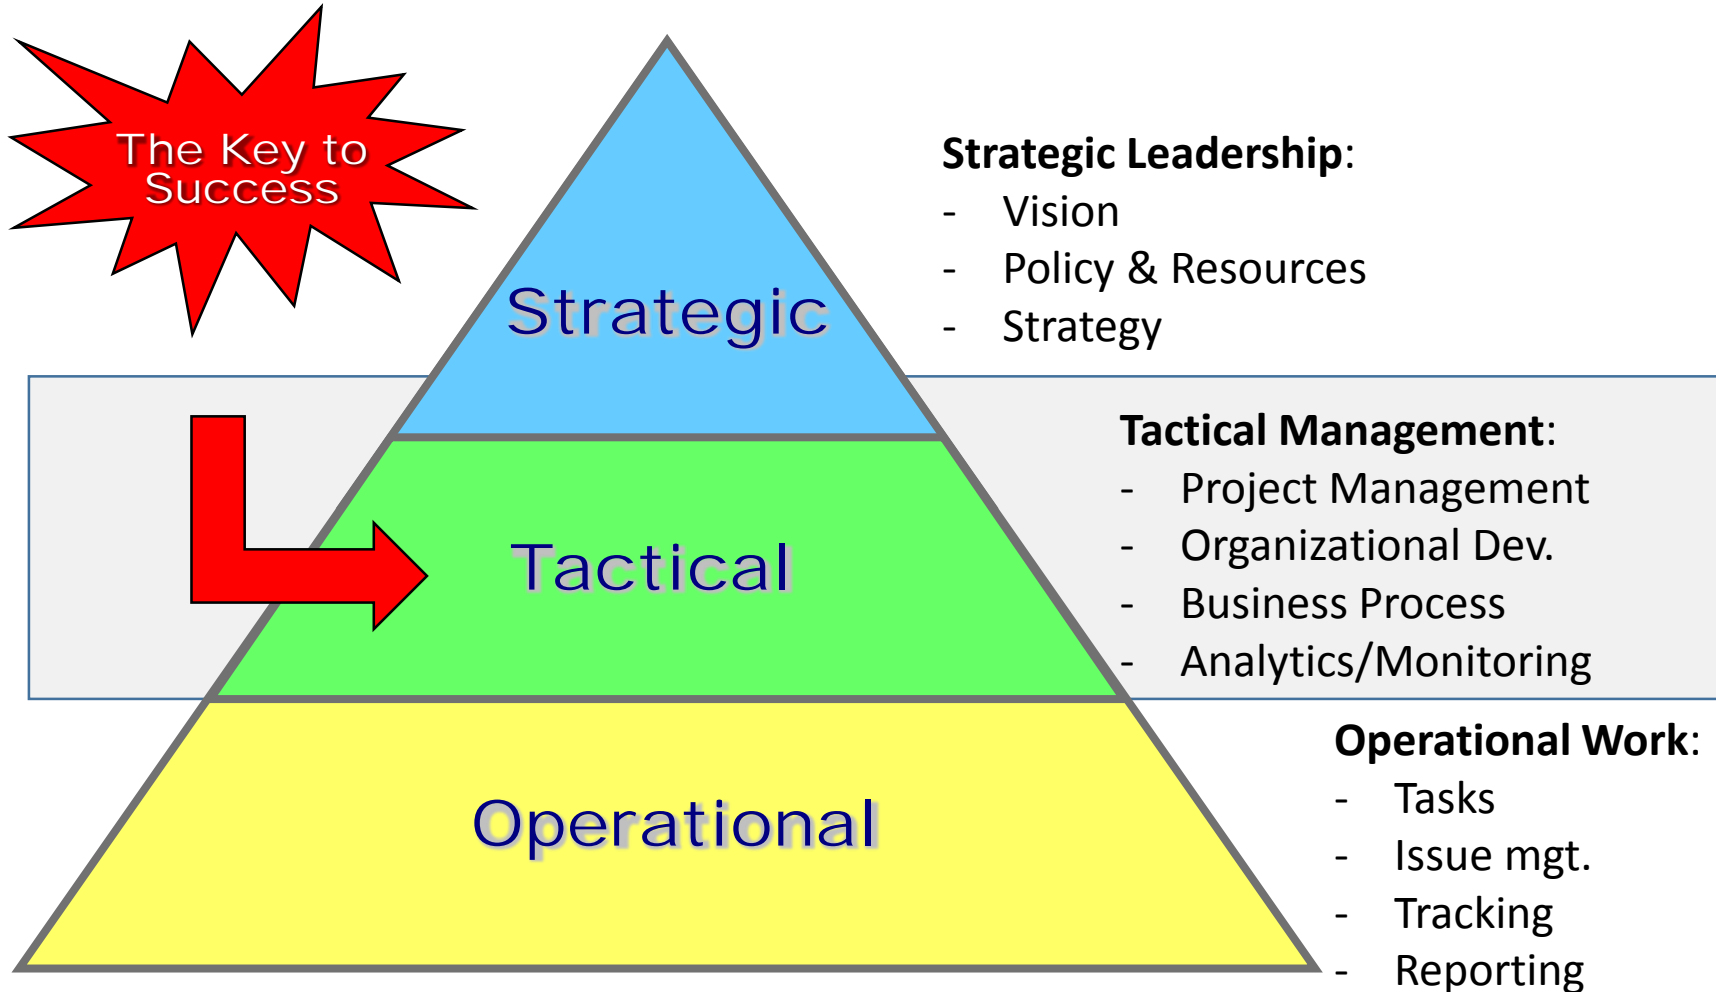 The Key to
Success
Strategic
Strategic Leadership:
- Vision
- Policy & Resources
- Strategy
Tactical
Tactical Management:
- Project Management
- Organizational Dev.
- Business Process
- Analytics/Monitoring
Operational
Operational Work:
- Tasks
- Issue mgt.
- Tracking
- Reporting